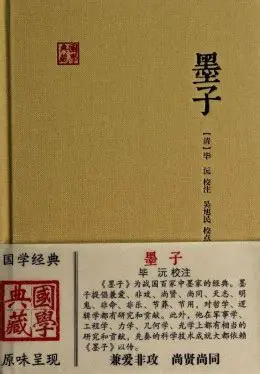 國學
典藏
墨子
［清］毕沅 校注 吴旭民 校点
国学经典
國學
典藏
原味呈现
墨子
毕沅校注
《墨子》为战国百家中墨家的经典。墨
子提倡兼爱、非攻、尚贤、尚同、天志、明
鬼、非命、非乐、节葬、节用，对哲学、逻
辑学都有研究和贡献。此外，他在军事学、
工程学、力学、几何学、光学上都有相当的
研究和贡献，先秦的科学技术成就大都依赖
《墨子》以传。
兼爱非攻 尚贤尚同